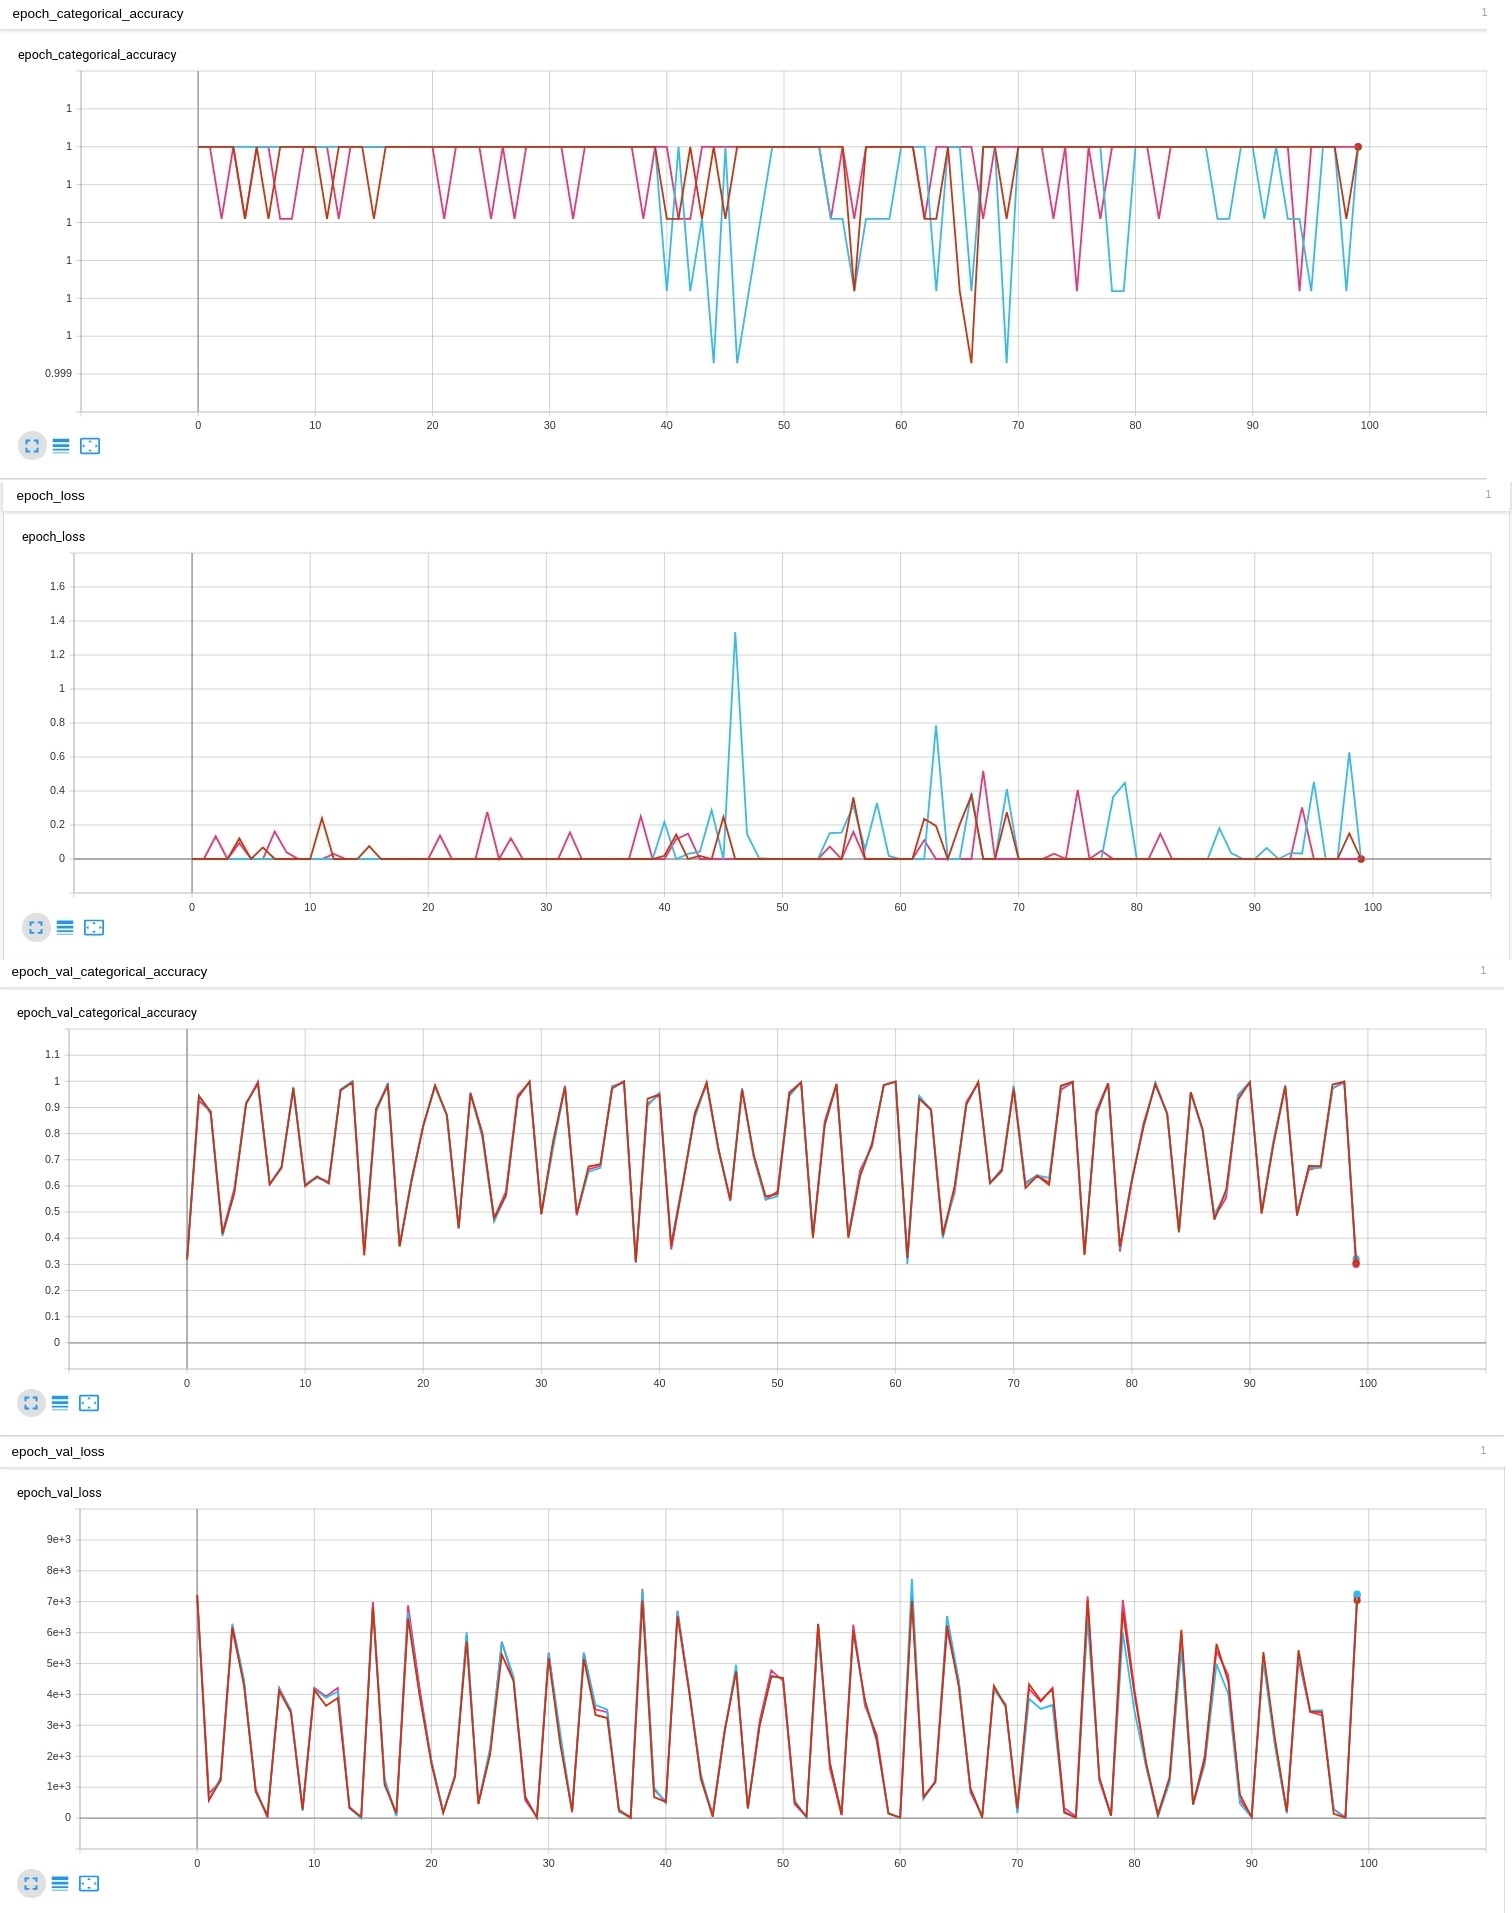 epoch_categorical_accuracy 1
epoch_categorical_accuracy
1
1
1
1
1
1
1
0.999
0 10 20 30 40 50 60 70 80 90 100
epoch_loss 1
epoch_loss
1.6
1.4
1.2
1
0.8
0.6
0.4
0.2
0
0 10 20 30 40 50 60 70 80 90 100
epoch_val_categorical_accuracy 1
epoch_val_categorical_accuracy
1.1
1
0.9
0.8
0.7
0.6
0.5
0.4
0.3
0.2
0.1
0
0 10 20 30 40 50 60 70 80 90 100
epoch_val_loss 1
epoch_val_loss
9e+3
8e+3
7e+3
6e+3
5e+3
4e+3
3e+3
2e+3
1e+3
0
0 10 20 30 40 50 60 70 80 90 100